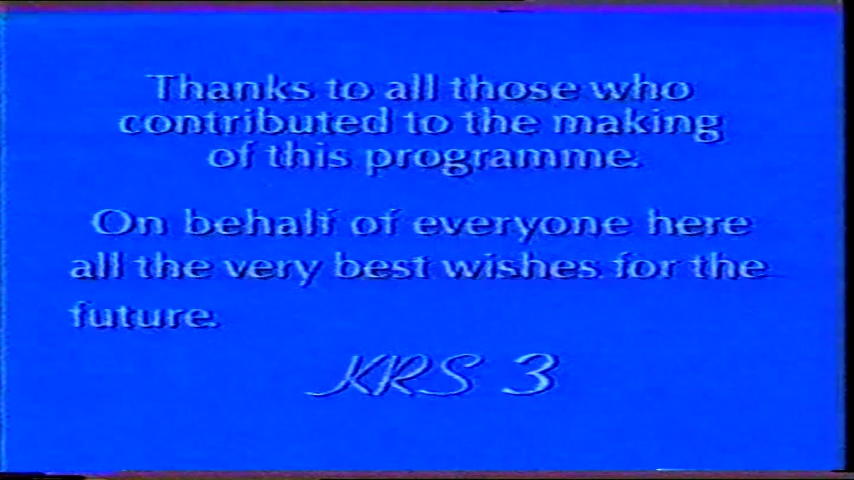 Thanks to all those who
contributed to the making
of this programme.
On behalf of everyone here
all the very best wishes for the
future.
KRS 3